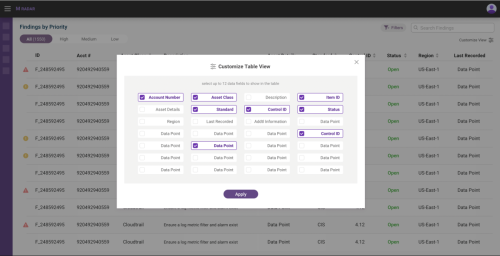 M Insian
Findings by Priority
Filters
Search Findings
All
High
Medium
Low
Customize Table View
ID
Acct #
Status
Region
Last Recorded
Customize Table View
select up to 12 data fields to show in the table
Account Number
Asset Class
Description
Item ID
Asset Details
Standard
Control ID
Status
Region
Last Recorded
Addtl Information
Data Point
Data Point
Data Point
Data Point
Control ID
Data Point
Data Point
Data Point
Data Point
Data Point
Data Point
Data Point
Data Point
Data Point
Data Point
Data Point
Data Point
Apply
F_248592495 920492940559 Open US-East-1 Data Point
F_248592495 920492940559 Open US-East-1 Data Point
F_248592495 920492940559 Open US-East-1 Data Point
F_248592495 920492940559 Open US-East-1 Data Point
F_248592495 920492940559 Open US-East-1 Data Point
F_248592495 920492940559 Open US-East-1 Data Point
F_248592495 920492940559 Open US-East-1 Data Point
F_248592495 920492940559 Open US-East-1 Data Point
F_248592495 920492940559 Cloudtrail Ensure a log metric filter and alarm exist Data Point CIS 4.12 Open US-East-1 Data Point
F_248592495 920492940559 Cloudtrail Ensure a log metric filter and alarm exist Data Point CIS 4.12 Open US-East-1 Data Point